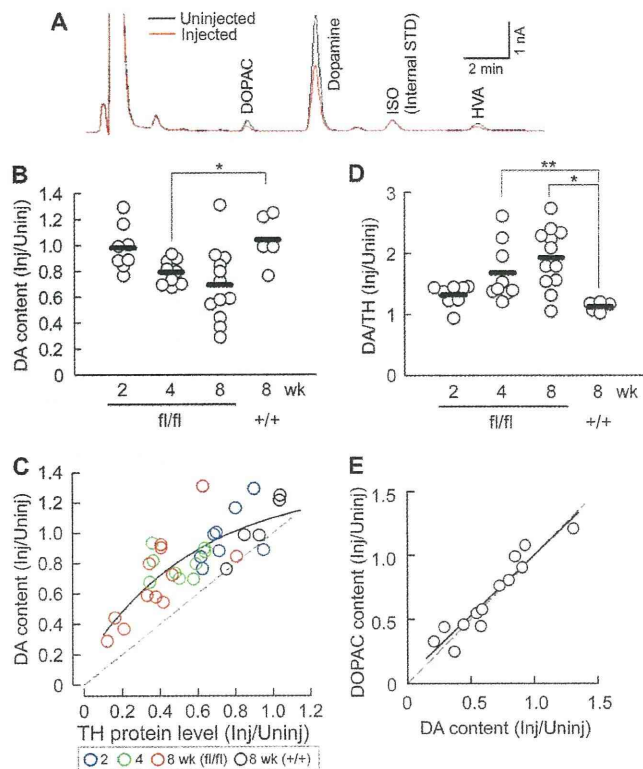 A
Uninjected
Injected
DOPAC
Dopamine
ISO
(Internal STD)
HVA
1 nA
2 min
B
DA content (Inj/Uninj)
1.4
1.2
1.0
0.8
0.6
0.4
0.2
0
*
2 4 8 8 wk
fl/fl +/+
D
DA/TH (Inj/Uninj)
3
2
1
0
**
*
2 4 8 8 wk
fl/fl +/+
C
DA content (Inj/Uninj)
1.4
1.2
1.0
0.8
0.6
0.4
0.2
0
0 0.2 0.4 0.6 0.8 1.0 1.2
TH protein level (Inj/Uninj)
2 4 8 wk (fl/fl) 8 wk (+/+)
E
DOPAC content (Inj/Uninj)
1.5
1.0
0.5
0
0 0.5 1.0 1.5
DA content (Inj/Uninj)